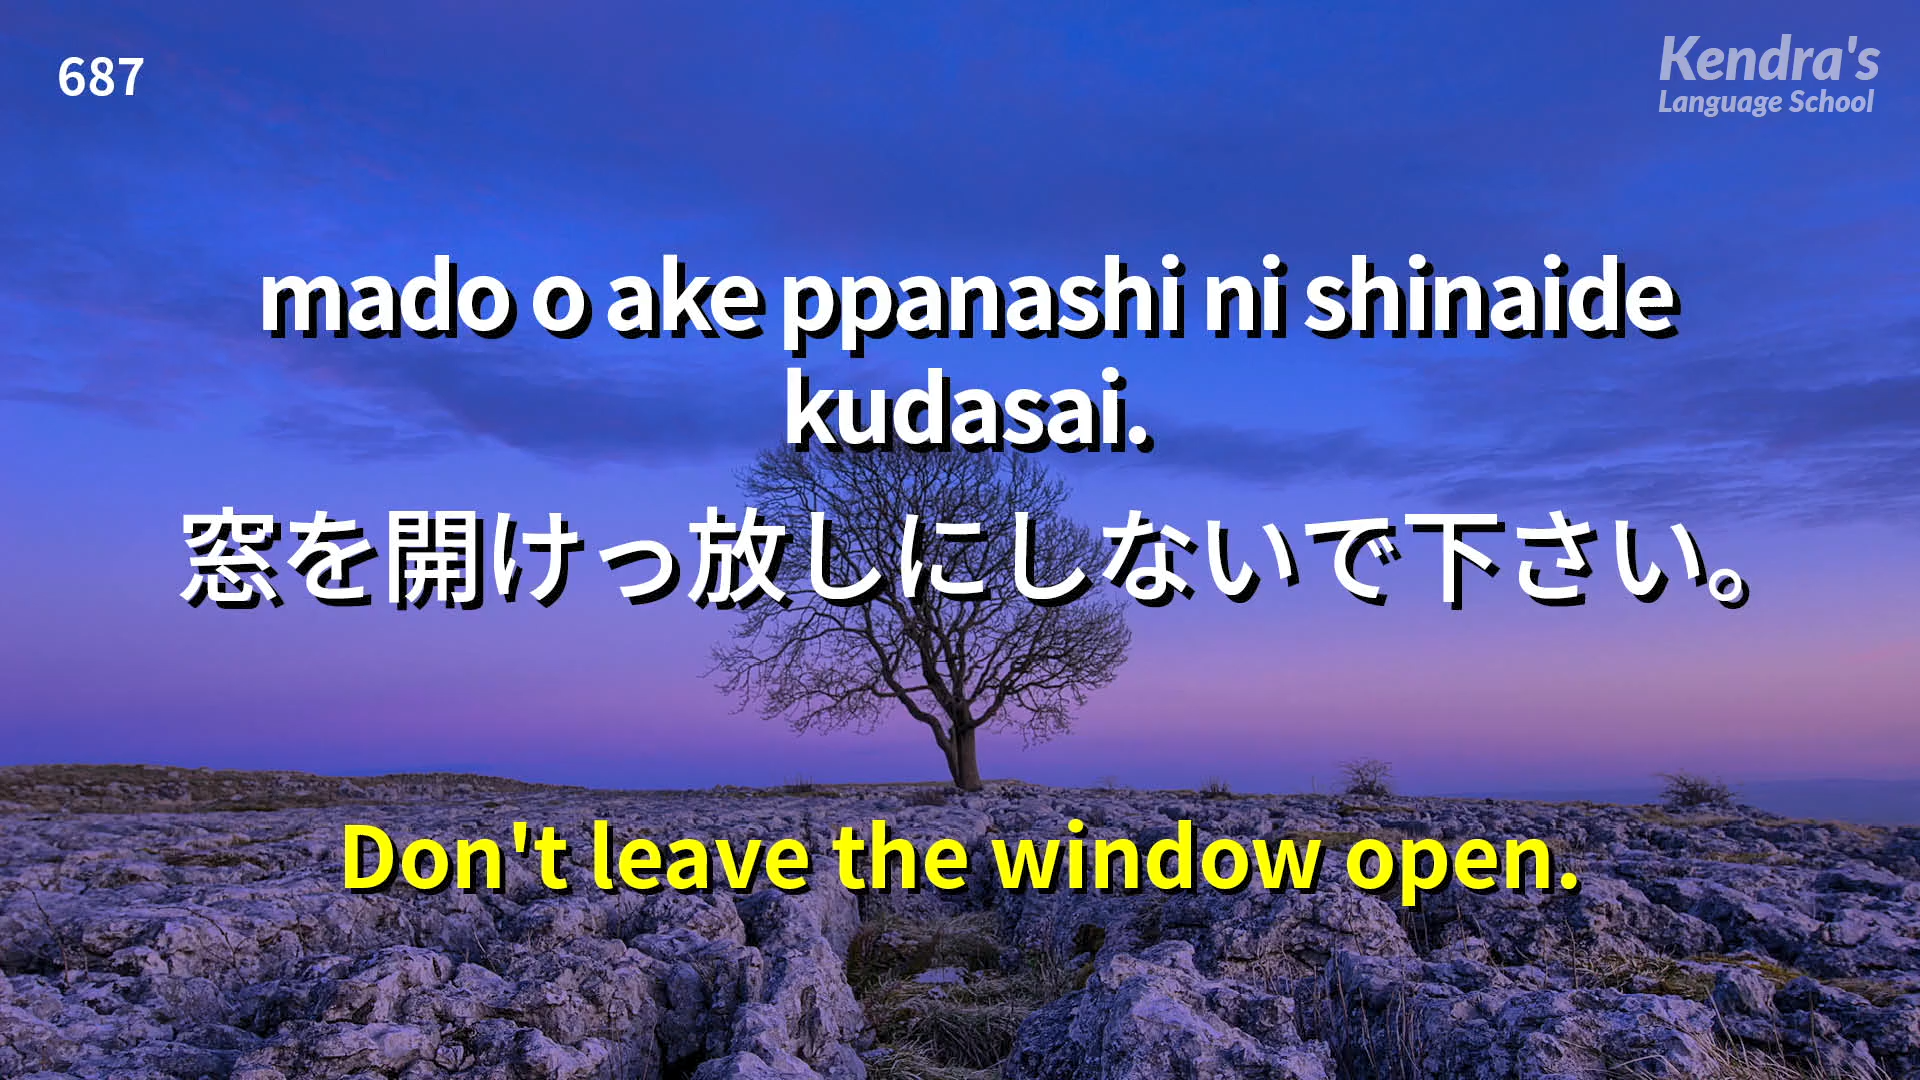 687
Kendra's
Language School
mado o ake ppanashi ni shinaide
kudasai.
窓を開けっ放しにしないで下さい。
Don't leave the window open.